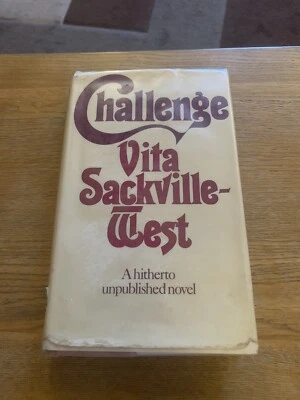 Challenge
Vita
Sackville-
West
A hitherto
unpublished novel